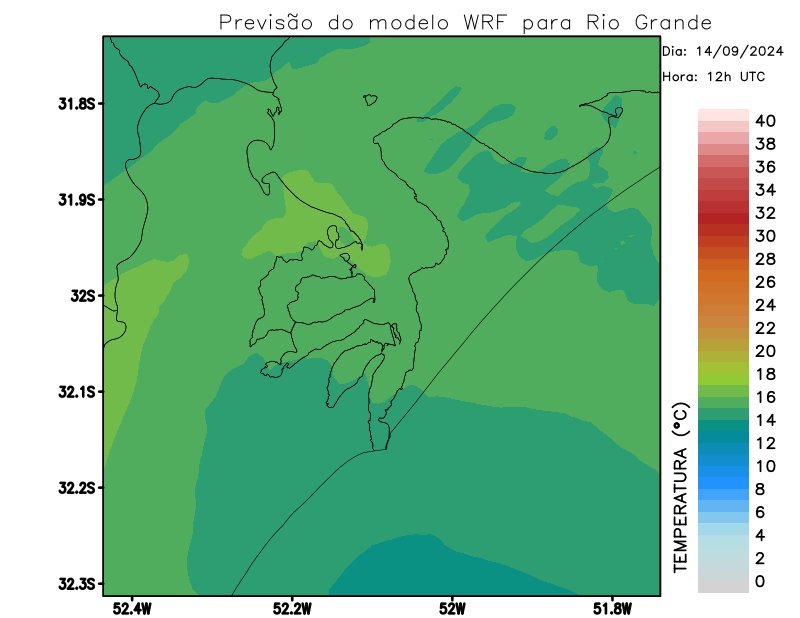 Previsão do modelo WRF para Rio Grande
Dia: 14/09/2024
Hora: 12h UTC
31.8S
31.9S
32S
32.1S
32.2S
32.3S
52.4W
52.2W
52W
51.8W
TEMPERATURA (°C)
40
38
36
34
32
30
28
26
24
22
20
18
16
14
12
10
8
6
4
2
0